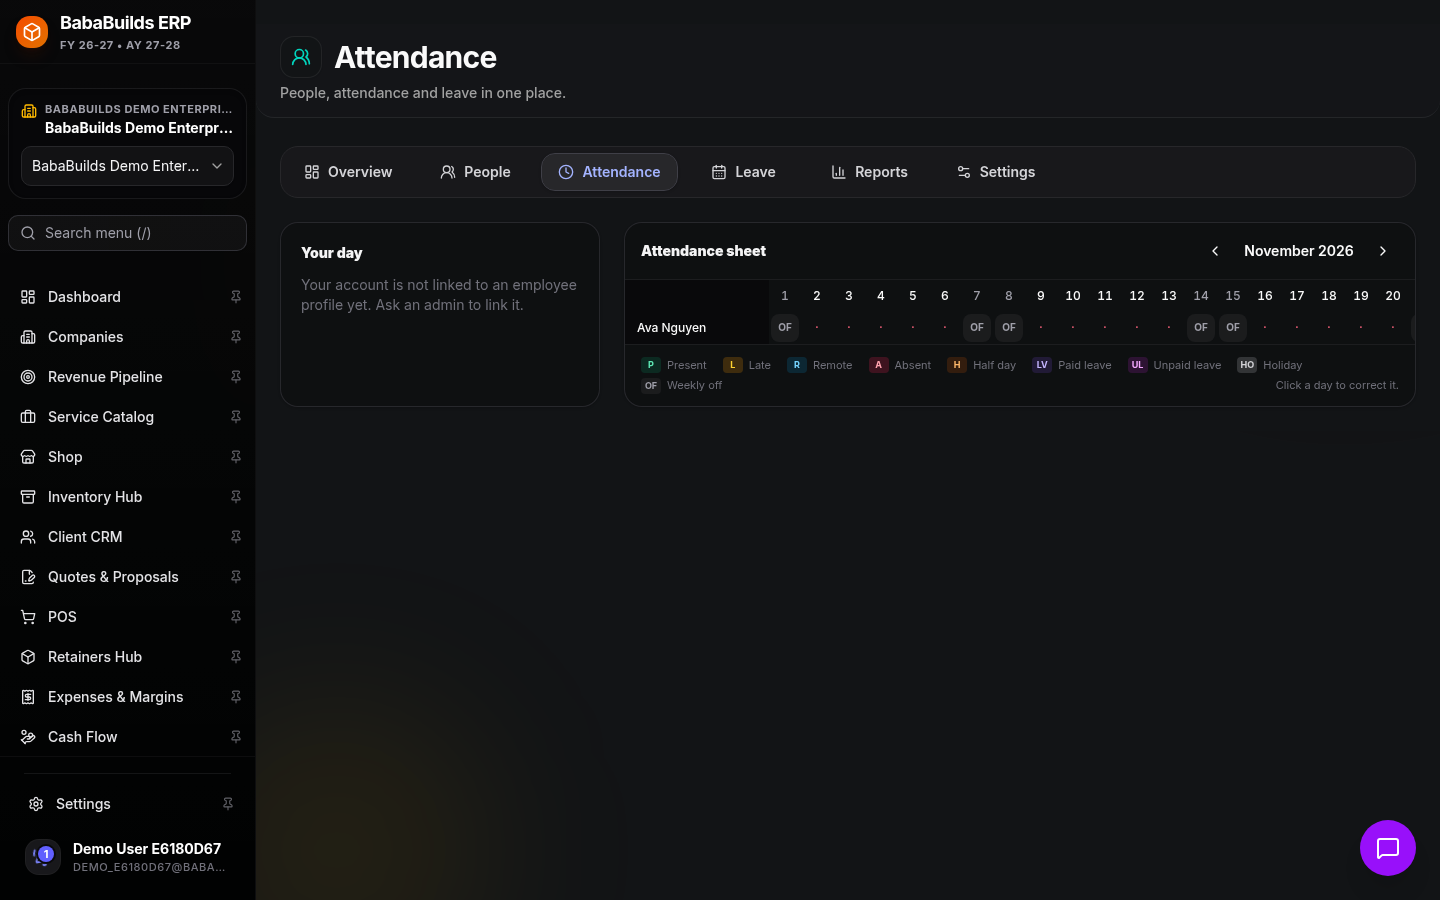 BabaBuilds ERP
FY 26-27 • AY 27-28
BABABUILDS DEMO ENTERPRI...
BabaBuilds Demo Enterpr...
BabaBuilds Demo Enter...
Search menu (/)
Dashboard
Companies
Revenue Pipeline
Service Catalog
Shop
Inventory Hub
Client CRM
Quotes & Proposals
POS
Retainers Hub
Expenses & Margins
Cash Flow
Settings
1
Demo User E6180D67
DEMO_E6180D67@BABA...
Attendance
People, attendance and leave in one place.
Overview People Attendance Leave Reports Settings
Your day
Your account is not linked to an employee
profile yet. Ask an admin to link it.
Attendance sheet November 2026
1 2 3 4 5 6 7 8 9 10 11 12 13 14 15 16 17 18 19 20
Ava Nguyen OF · · · · · OF OF · · · · · OF OF · · · · ·
P Present L Late R Remote A Absent H Half day LV Paid leave UL Unpaid leave HO Holiday
OF Weekly off Click a day to correct it.